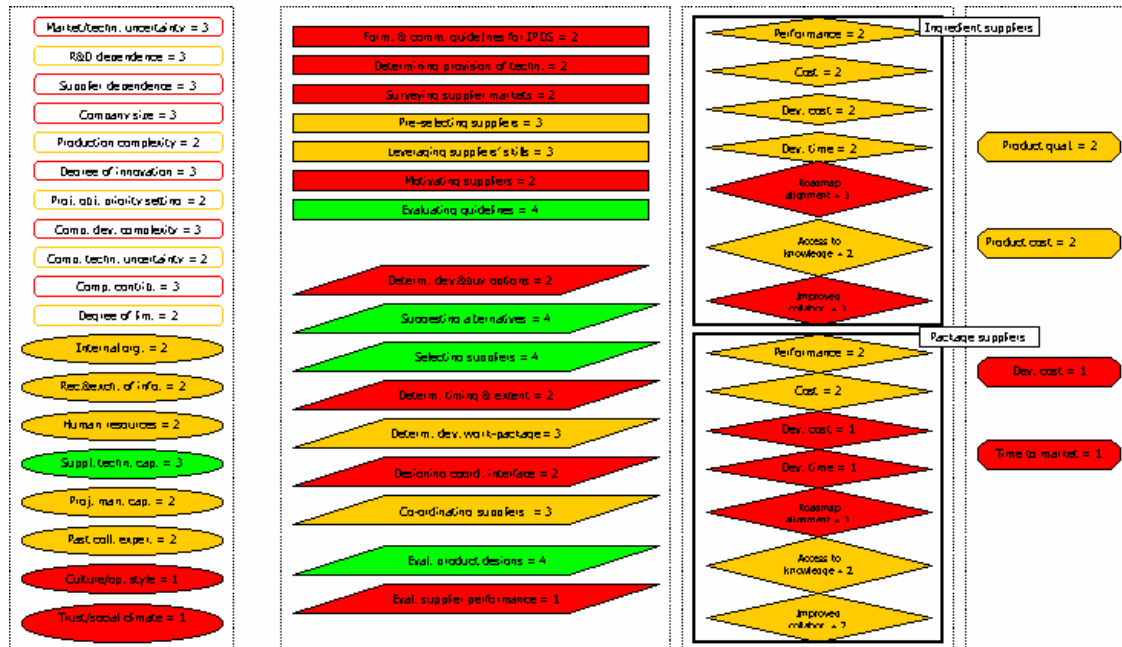 Market/techn. uncertainty = 3
R&D dependence = 3
Supplier dependence = 3
Company size = 3
Production complexity = 2
Degree of innovation = 3
Proj. obj. priority setting = 2
Comp. dev. complexity = 3
Comp. techn. uncertainty = 2
Comp. contrib. = 3
Degree of = 2
Internal org. = 2
Rec.&exch. of info. = 2
Human resources = 2
Suppl. techn. cap. = 3
Proj. man. cap. = 2
Past coll. exper. = 2
Culture/op. style = 1
Trust/social climate = 1
Form. & comm. guidelines for IPDS = 2
Determining provision of techn. = 2
Surveying supplier markets = 2
Pre-selecting suppliers = 3
Leveraging suppliers' skills = 3
Motivating suppliers = 2
Evaluating guidelines = 4
Determ. dev.&buy options = 2
Suggesting alternatives = 4
Selecting suppliers = 4
Determ. timing & extent = 2
Determ. dev. work-package = 3
Designing coord. interface = 2
Co-ordinating suppliers = 3
Eval. product designs = 4
Eval. supplier performance = 1
Ingredient suppliers
Performance = 2
Cost = 2
Dev. cost = 2
Dev. time = 2
Roadmap
alignment =
Access to
knowledge = 2
Improved
collabor. =
Package suppliers
Performance = 2
Cost = 2
Dev. cost = 1
Dev. time = 1
Roadmap
alignment =
Access to
knowledge = 2
Improved
collabor. = 2
Product qual. = 2
Product cost = 2
Dev. cost = 1
Time to market = 1